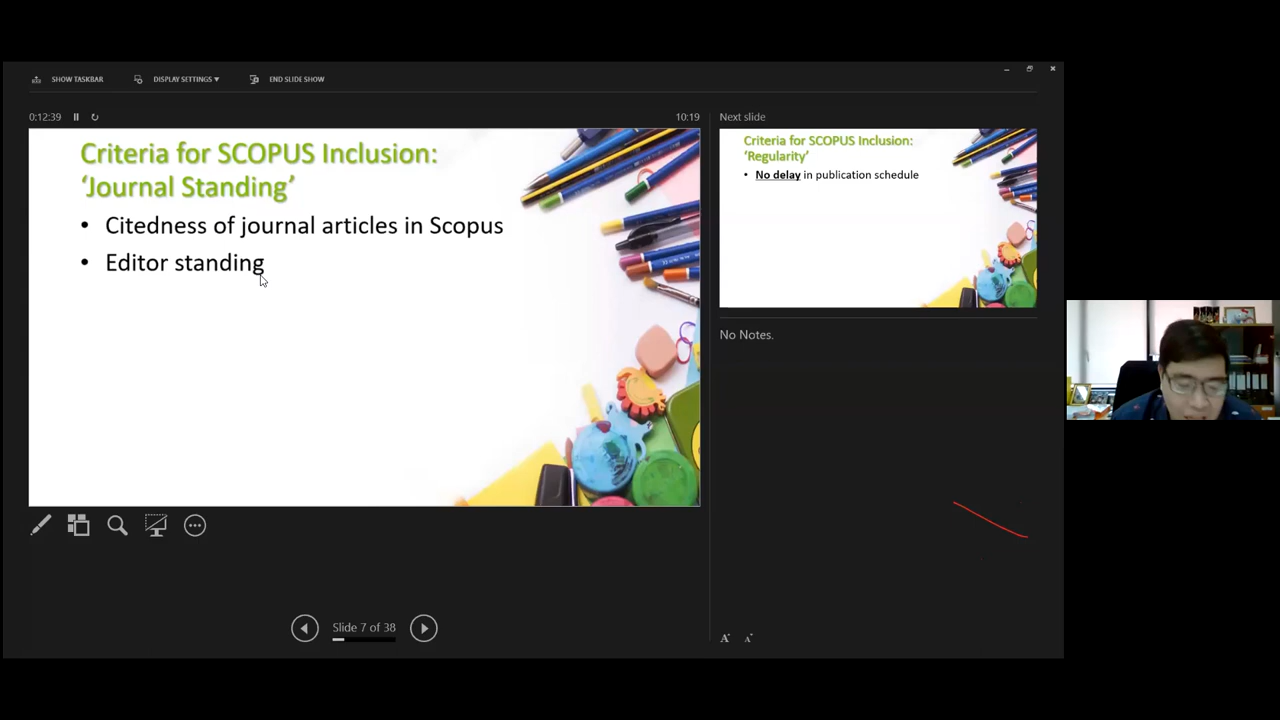 SHOW TASKBAR
DISPLAY SETTINGS ▾
END SLIDE SHOW
0:12:39
10:19
Criteria for SCOPUS Inclusion:
‘Journal Standing’
• Citedness of journal articles in Scopus
• Editor standing
Next slide
Criteria for SCOPUS Inclusion:
‘Regularity’
• No delay in publication schedule
No Notes.
Slide 7 of 38
A A